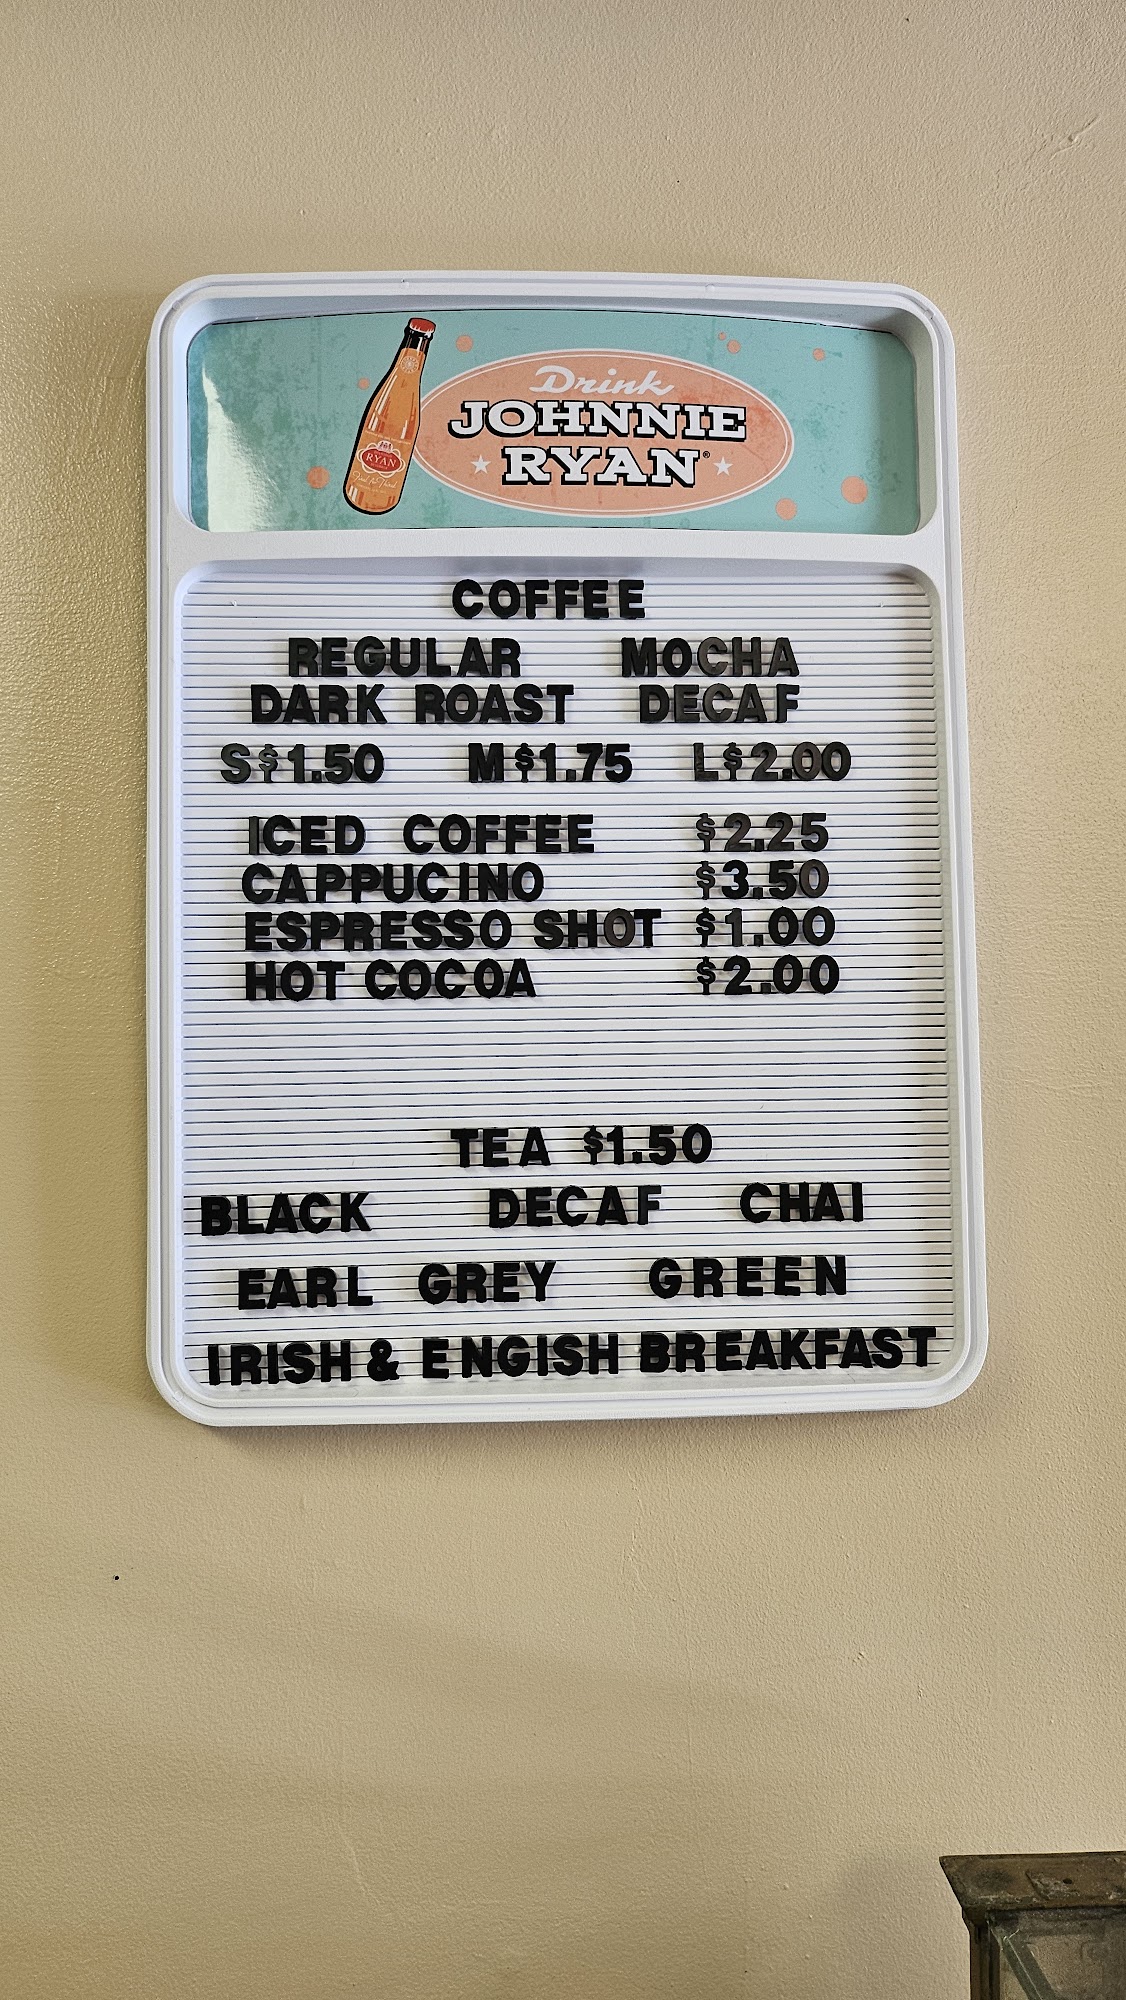 Drink
JOHNNIE
RYAN®
RYAN
COFFEE
REGULAR MOCHA
DARK ROAST DECAF
S$1.50 M$1.75 L$2.00
ICED COFFEE $2.25
CAPPUCINO $3.50
ESPRESSO SHOT $1.00
HOT COCOA $2.00
TEA $1.50
BLACK DECAF CHAI
EARL GREY GREEN
IRISH & ENGISH BREAKFAST